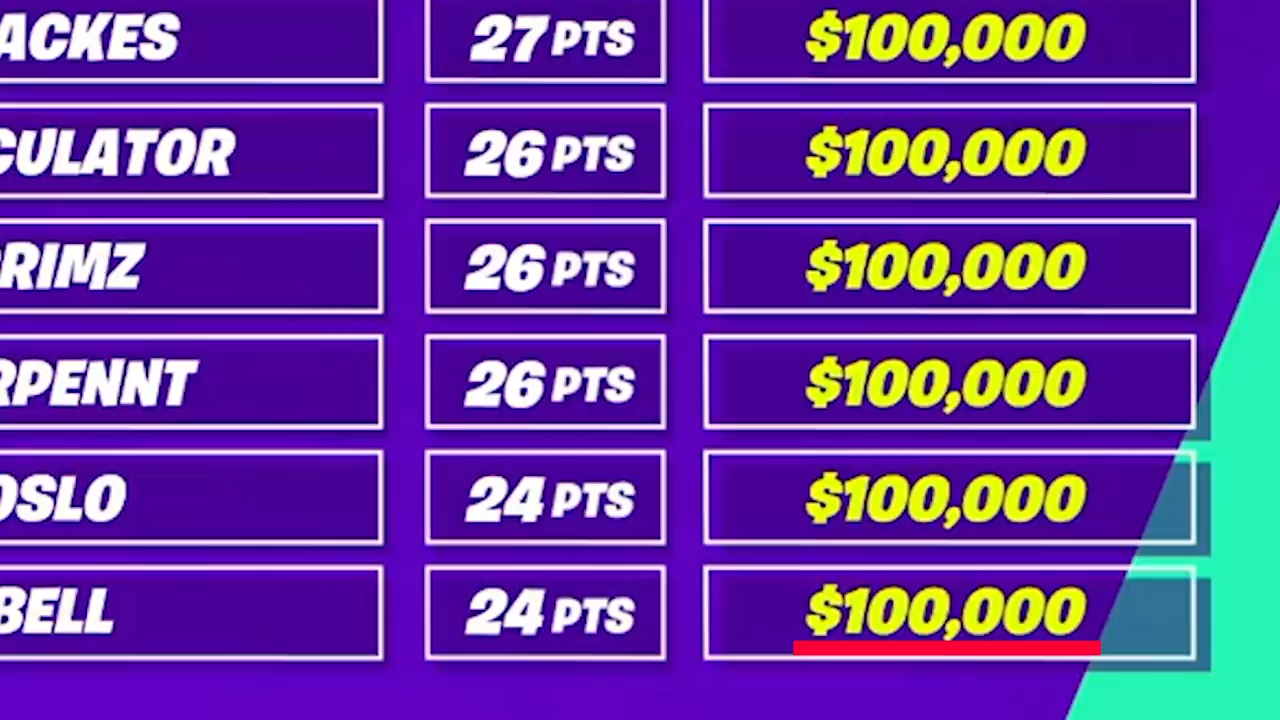 ACKES 27 PTS $100,000
CULATOR 26 PTS $100,000
RIMZ 26 PTS $100,000
RPENNT 26 PTS $100,000
OSLO 24 PTS $100,000
BELL 24 PTS $100,000